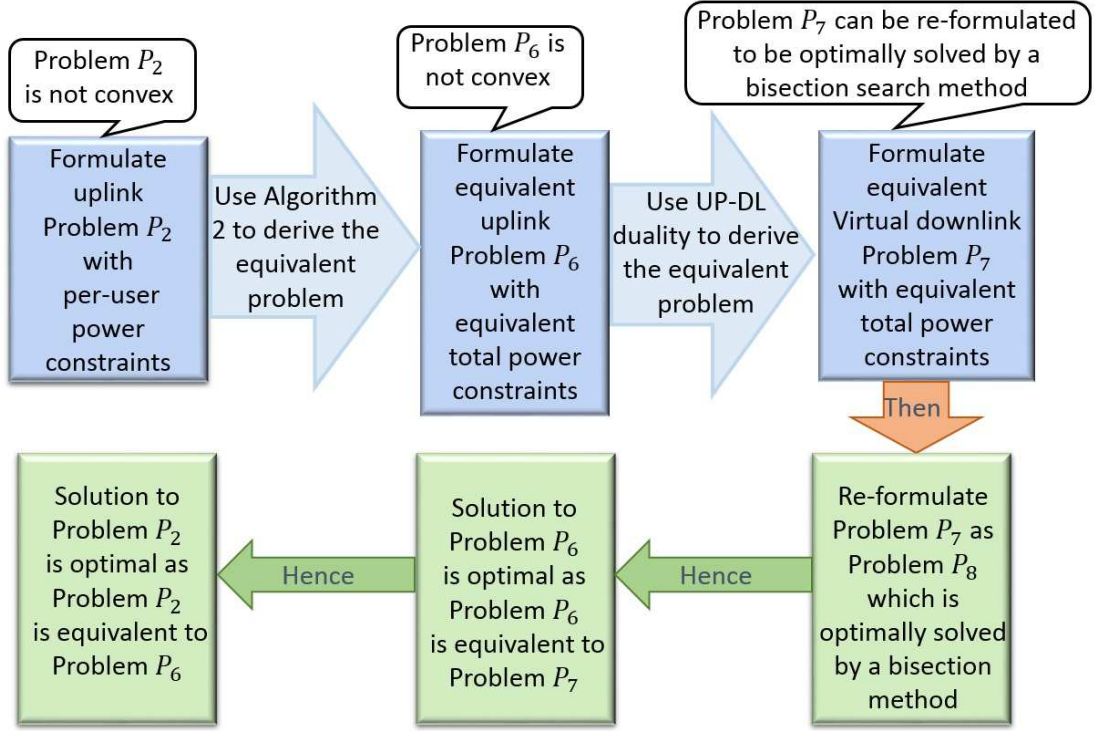 Problem P₂
is not convex
Problem P₆ is
not convex
Problem P₇ can be re-formulated
to be optimally solved by a
bisection search method
Formulate
uplink
Problem P₂
with
per-user
power
constraints
Use Algorithm
2 to derive the
equivalent
problem
Formulate
equivalent
uplink
Problem P₆
with
equivalent
total power
constraints
Use UP-DL
duality to derive
the equivalent
problem
Formulate
equivalent
Virtual downlink
Problem P₇
with equivalent
total power
constraints
Then
Re-formulate
Problem P₇ as
Problem P₈
which is
optimally solved
by a bisection
method
Hence
Solution to
Problem P₆
is optimal as
Problem P₆
is equivalent to
Problem P₇
Hence
Solution to
Problem P₂
is optimal as
Problem P₂
is equivalent to
Problem P₆